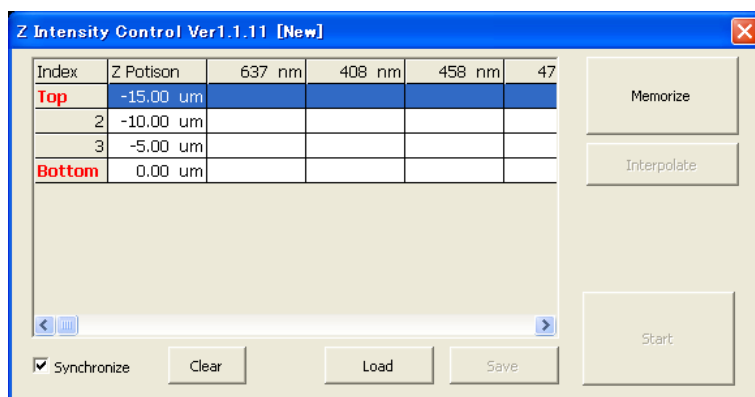 Z Intensity Control Ver1.1.11 [New]
Index Z Potison 637 nm 408 nm 458 nm 47
Top -15.00 um
2 -10.00 um
3 -5.00 um
Bottom 0.00 um
Memorize
Interpolate
Start
Synchronize Clear Load Save